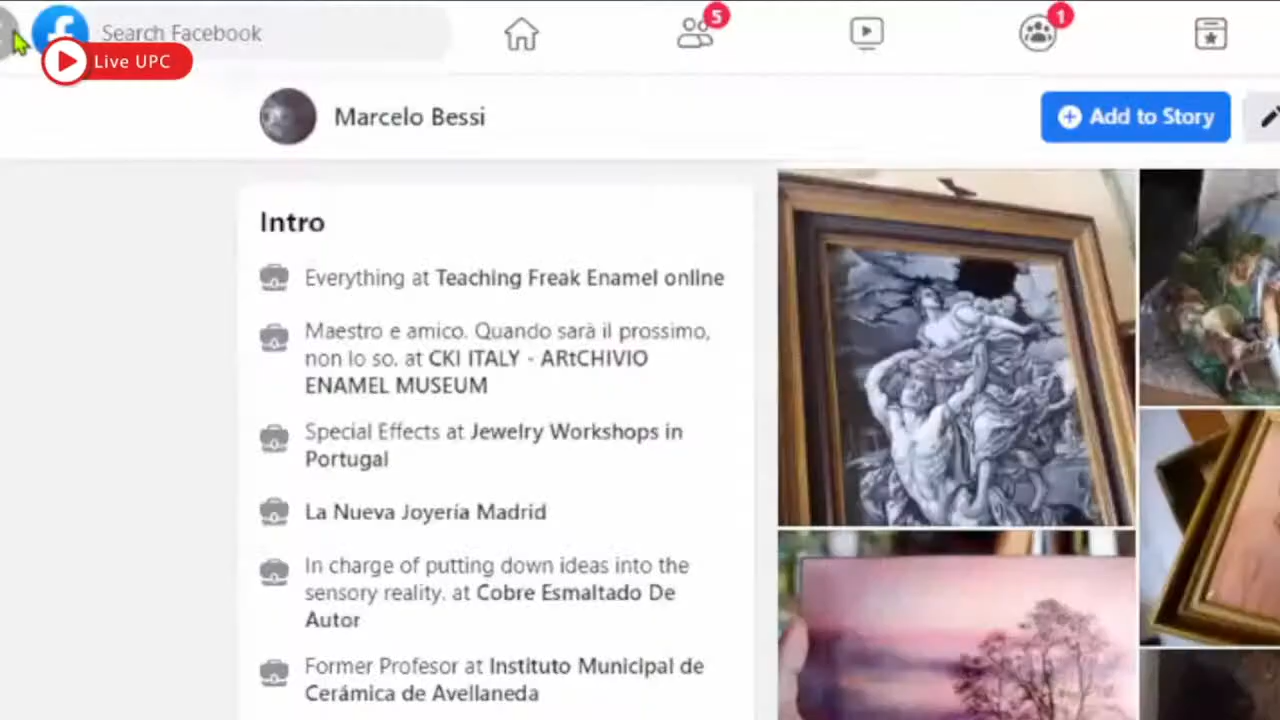 Search Facebook
5
1
Live UPC
Marcelo Bessi
Add to Story
Intro
Everything at Teaching Freak Enamel online
Maestro e amico. Quando sarà il prossimo,
non lo so. at CKI ITALY - ARtCHIVIO
ENAMEL MUSEUM
Special Effects at Jewelry Workshops in
Portugal
La Nueva Joyería Madrid
In charge of putting down ideas into the
sensory reality. at Cobre Esmaltado De
Autor
Former Profesor at Instituto Municipal de
Cerámica de Avellaneda